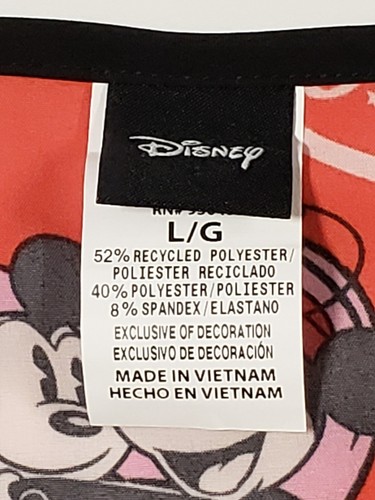 Disney
RN#
L/G
52% RECYCLED POLYESTER/
POLIESTER RECICLADO
40% POLYESTER/POLIESTER
8% SPANDEX/ELASTANO
EXCLUSIVE OF DECORATION
EXCLUSIVO DE DECORACIÓN
MADE IN VIETNAM
HECHO EN VIETNAM